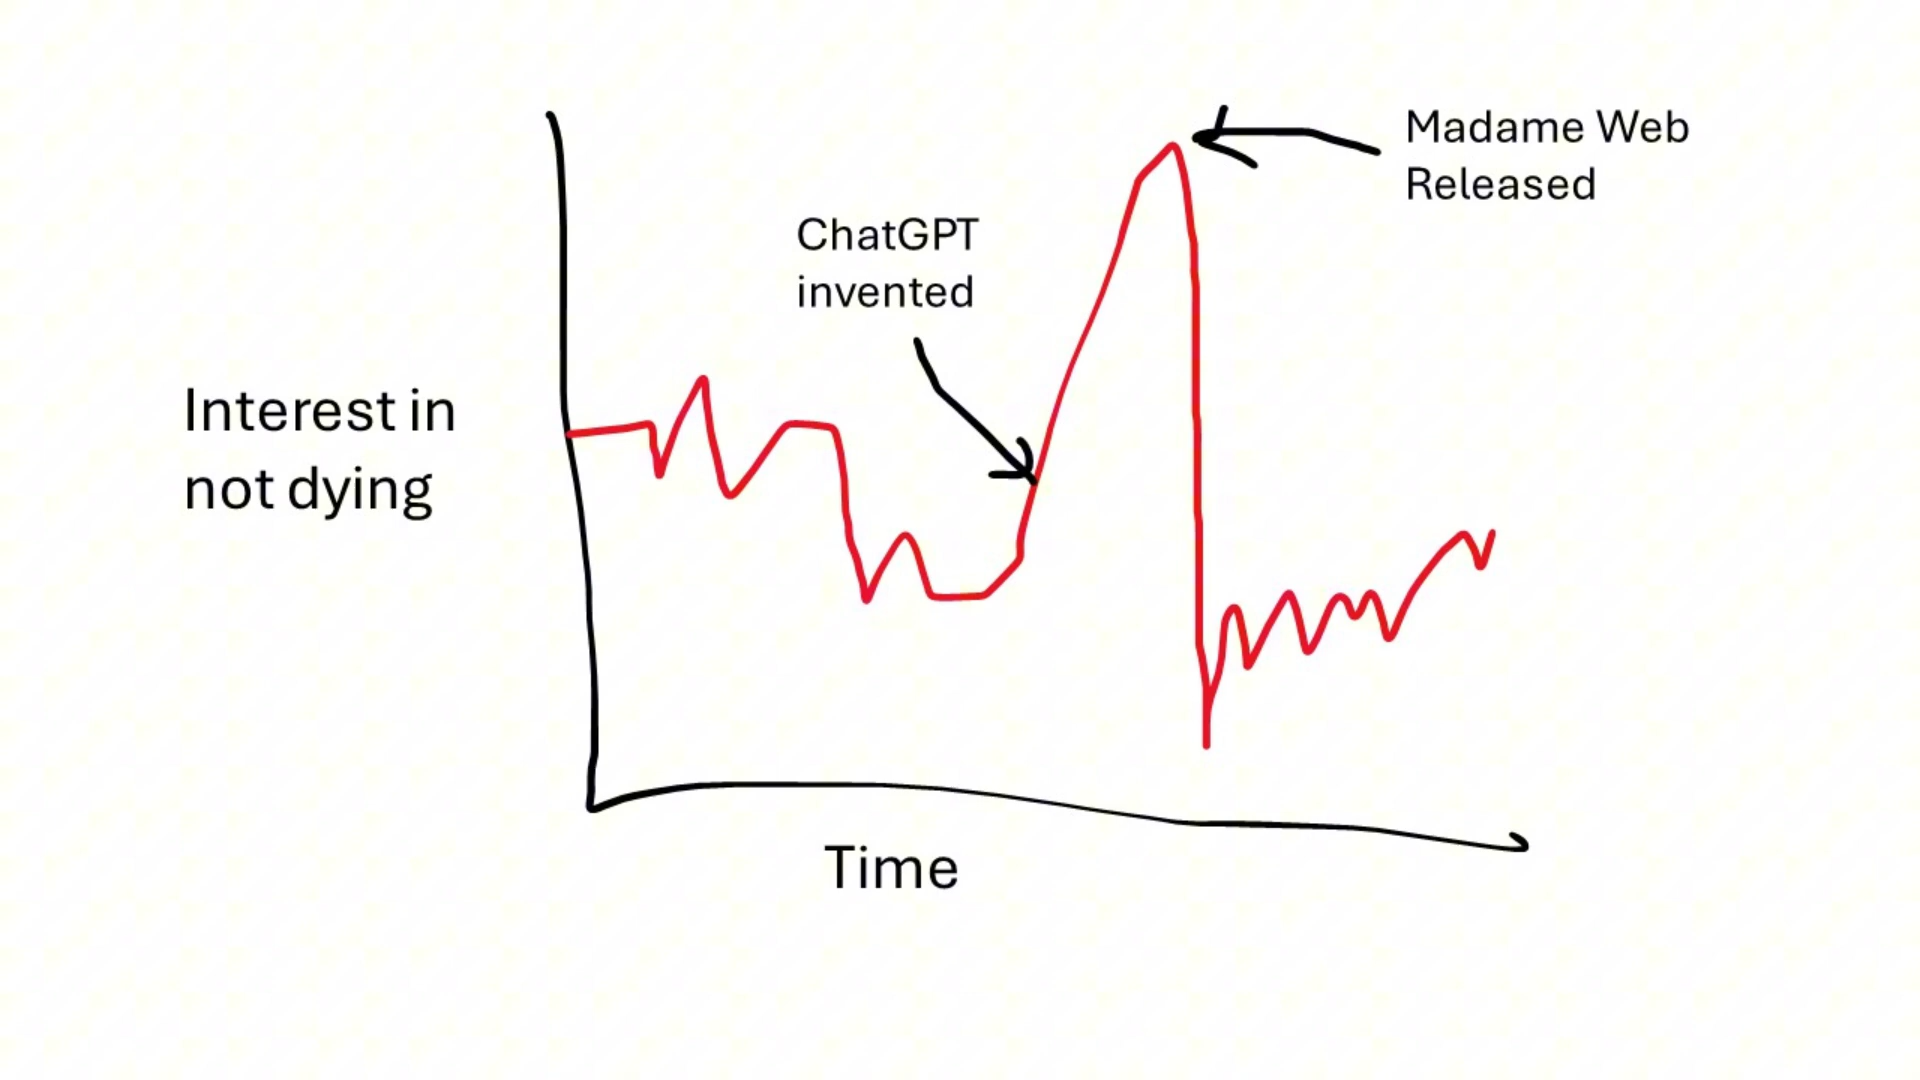 Madame Web
Released
ChatGPT
invented
Interest in
not dying
Time